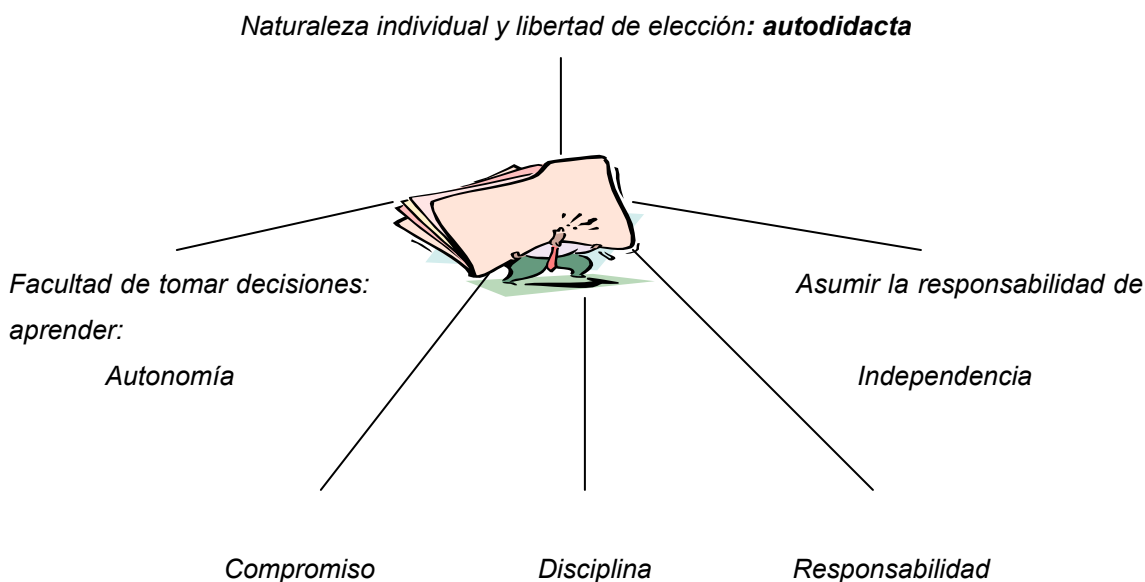 Naturaleza individual y libertad de elección: autodidacta
Facultad de tomar decisiones: Asumir la responsabilidad de
aprender:
Autonomía Independencia
Compromiso Disciplina Responsabilidad